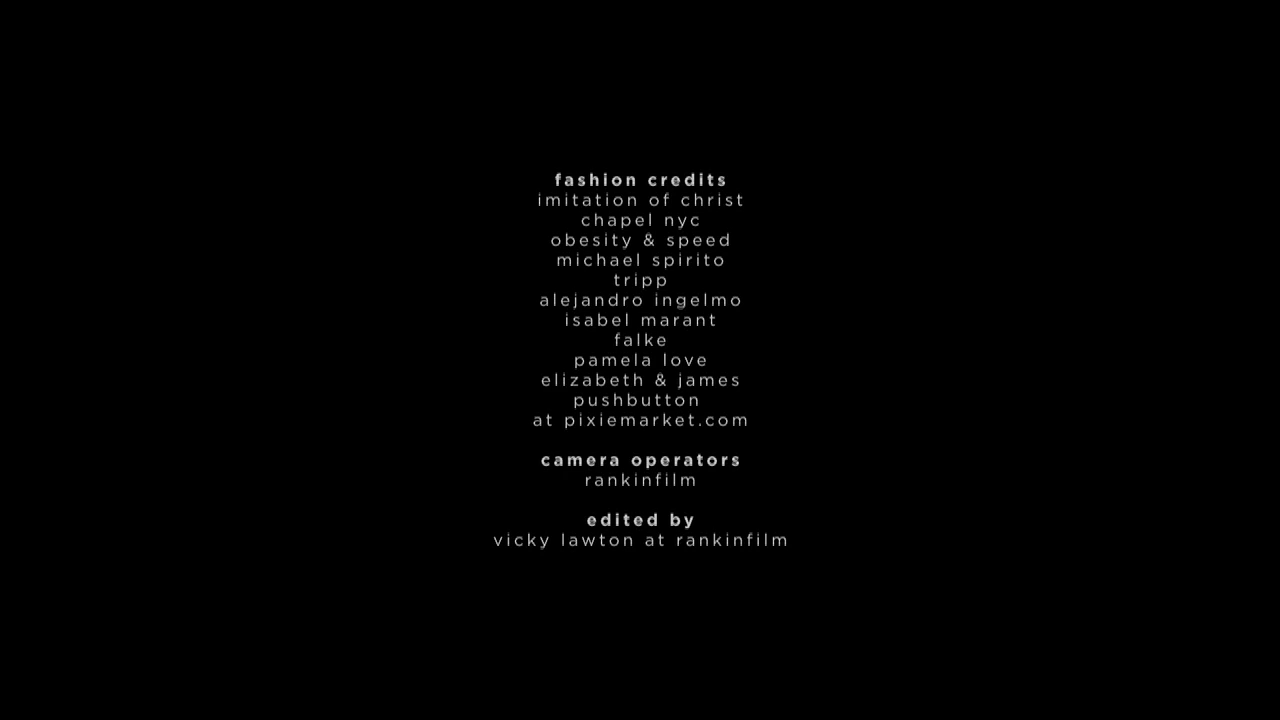 fashion credits
imitation of christ
chapel nyc
obesity & speed
michael spirito
tripp
alejandro ingelmo
isabel marant
falke
pamela love
elizabeth & james
pushbutton
at pixiemarket.com
camera operators
rankinfilm
edited by
vicky lawton at rankinfilm